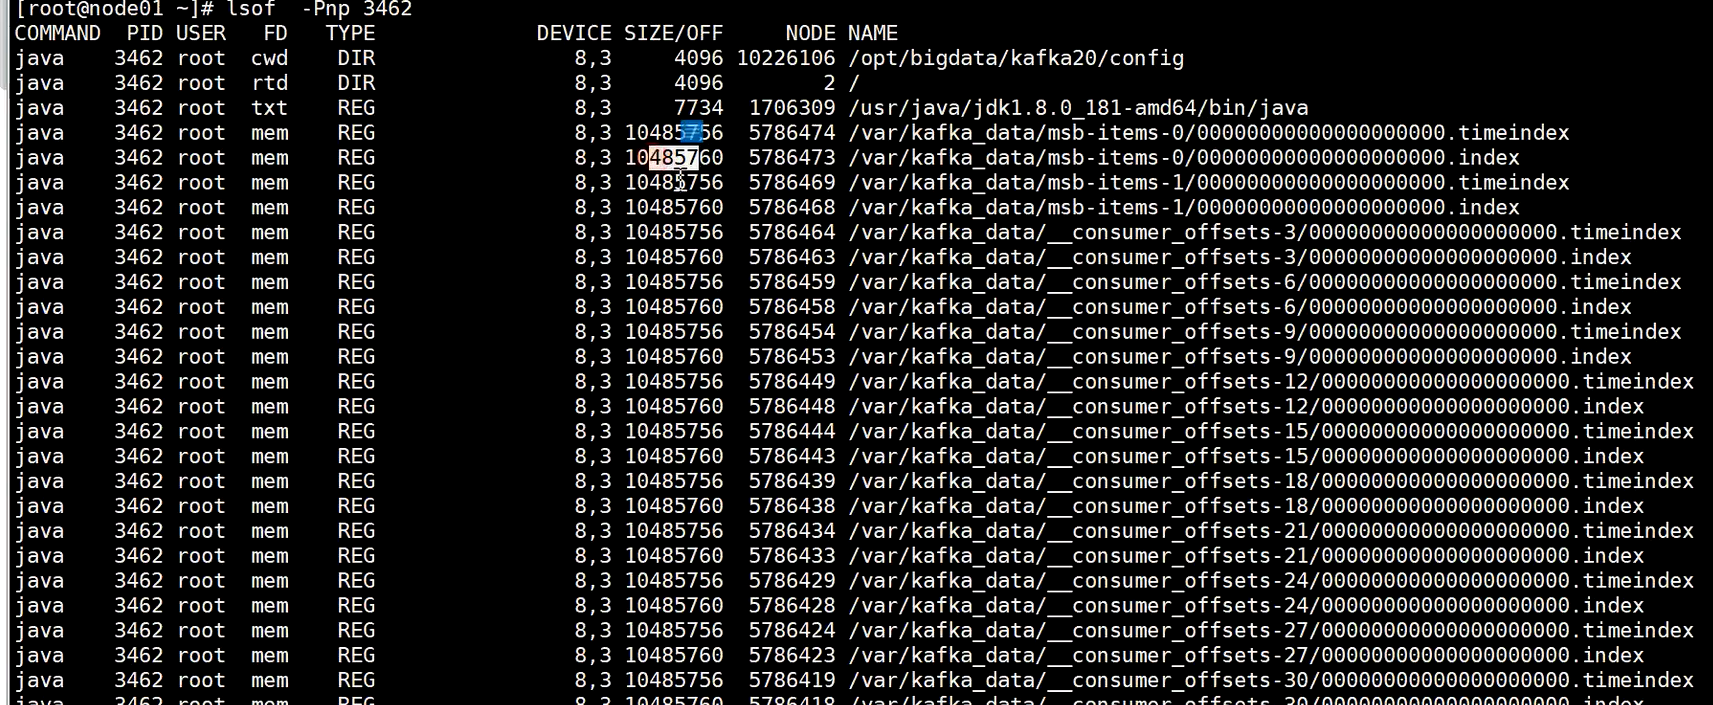 [root@node01 ~]# lsof  -Pnp 3462
COMMAND  PID USER   FD   TYPE             DEVICE SIZE/OFF     NODE NAME
java    3462 root  cwd    DIR                8,3     4096 10226106 /opt/bigdata/kafka20/config
java    3462 root  rtd    DIR                8,3     4096        2 /
java    3462 root  txt    REG                8,3     7734  1706309 /usr/java/jdk1.8.0_181-amd64/bin/java
java    3462 root  mem    REG                8,3 10485756  5786474 /var/kafka_data/msb-items-0/00000000000000000000.timeindex
java    3462 root  mem    REG                8,3 10485760  5786473 /var/kafka_data/msb-items-0/00000000000000000000.index
java    3462 root  mem    REG                8,3 10485756  5786469 /var/kafka_data/msb-items-1/00000000000000000000.timeindex
java    3462 root  mem    REG                8,3 10485760  5786468 /var/kafka_data/msb-items-1/00000000000000000000.index
java    3462 root  mem    REG                8,3 10485756  5786464 /var/kafka_data/__consumer_offsets-3/00000000000000000000.timeindex
java    3462 root  mem    REG                8,3 10485760  5786463 /var/kafka_data/__consumer_offsets-3/00000000000000000000.index
java    3462 root  mem    REG                8,3 10485756  5786459 /var/kafka_data/__consumer_offsets-6/00000000000000000000.timeindex
java    3462 root  mem    REG                8,3 10485760  5786458 /var/kafka_data/__consumer_offsets-6/00000000000000000000.index
java    3462 root  mem    REG                8,3 10485756  5786454 /var/kafka_data/__consumer_offsets-9/00000000000000000000.timeindex
java    3462 root  mem    REG                8,3 10485760  5786453 /var/kafka_data/__consumer_offsets-9/00000000000000000000.index
java    3462 root  mem    REG                8,3 10485756  5786449 /var/kafka_data/__consumer_offsets-12/00000000000000000000.timeindex
java    3462 root  mem    REG                8,3 10485760  5786448 /var/kafka_data/__consumer_offsets-12/00000000000000000000.index
java    3462 root  mem    REG                8,3 10485756  5786444 /var/kafka_data/__consumer_offsets-15/00000000000000000000.timeindex
java    3462 root  mem    REG                8,3 10485760  5786443 /var/kafka_data/__consumer_offsets-15/00000000000000000000.index
java    3462 root  mem    REG                8,3 10485756  5786439 /var/kafka_data/__consumer_offsets-18/00000000000000000000.timeindex
java    3462 root  mem    REG                8,3 10485760  5786438 /var/kafka_data/__consumer_offsets-18/00000000000000000000.index
java    3462 root  mem    REG                8,3 10485756  5786434 /var/kafka_data/__consumer_offsets-21/00000000000000000000.timeindex
java    3462 root  mem    REG                8,3 10485760  5786433 /var/kafka_data/__consumer_offsets-21/00000000000000000000.index
java    3462 root  mem    REG                8,3 10485756  5786429 /var/kafka_data/__consumer_offsets-24/00000000000000000000.timeindex
java    3462 root  mem    REG                8,3 10485760  5786428 /var/kafka_data/__consumer_offsets-24/00000000000000000000.index
java    3462 root  mem    REG                8,3 10485756  5786424 /var/kafka_data/__consumer_offsets-27/00000000000000000000.timeindex
java    3462 root  mem    REG                8,3 10485760  5786423 /var/kafka_data/__consumer_offsets-27/00000000000000000000.index
java    3462 root  mem    REG                8,3 10485756  5786419 /var/kafka_data/__consumer_offsets-30/00000000000000000000.timeindex
java    3462 root  mem    REG                8,3 10485760  5786418 /var/kafka_data/__consumer_offsets-30/00000000000000000000.index